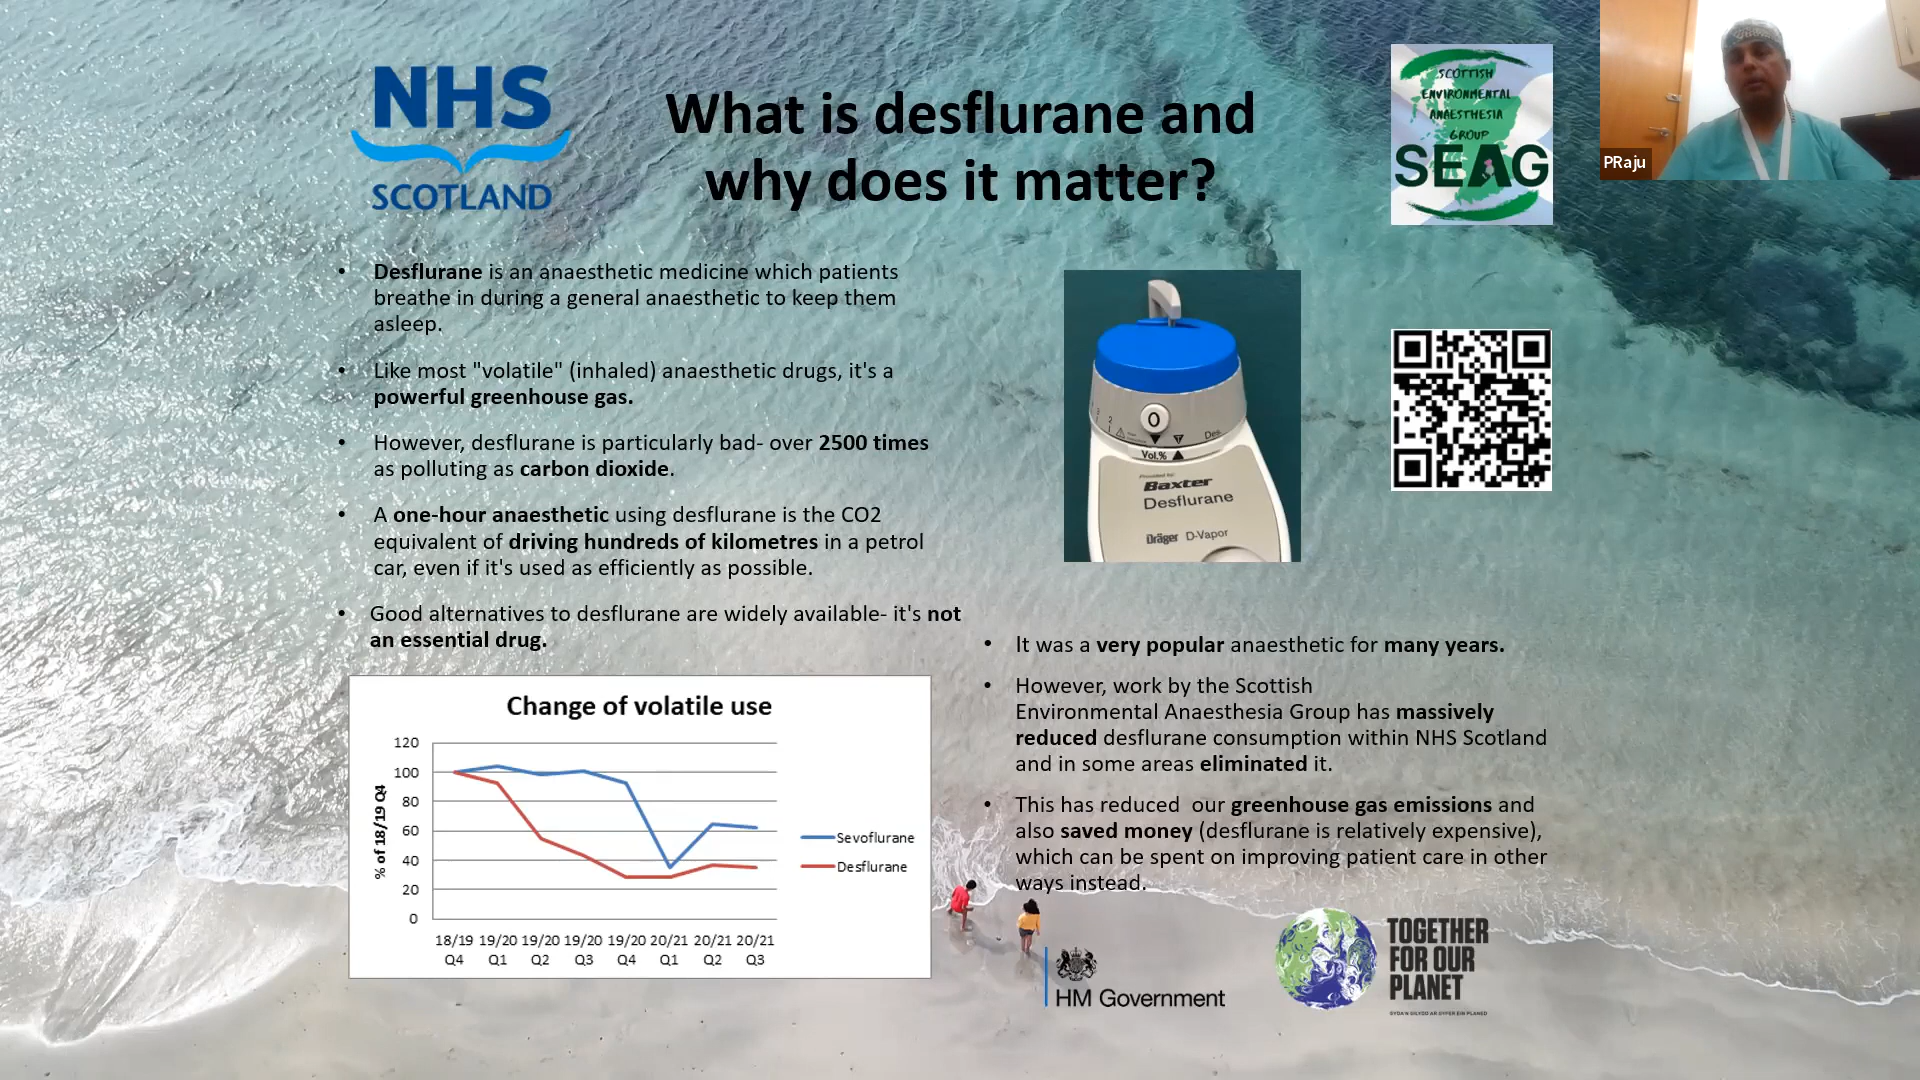 NHS
SCOTLAND
What is desflurane and
why does it matter?
SCOTTISH
ENVIRONMENTAL
ANAESTHESIA
GROUP
SEAG
PRaju
• Desflurane is an anaesthetic medicine which patients
breathe in during a general anaesthetic to keep them
asleep.
• Like most "volatile" (inhaled) anaesthetic drugs, it's a
powerful greenhouse gas.
• However, desflurane is particularly bad- over 2500 times
as polluting as carbon dioxide.
• A one-hour anaesthetic using desflurane is the CO2
equivalent of driving hundreds of kilometres in a petrol
car, even if it's used as efficiently as possible.
• Good alternatives to desflurane are widely available- it's not
an essential drug.
0
Des.
Vol.%
Baxter
Desflurane
Dräger D-Vapor
• It was a very popular anaesthetic for many years.
• However, work by the Scottish
Environmental Anaesthesia Group has massively
reduced desflurane consumption within NHS Scotland
and in some areas eliminated it.
• This has reduced our greenhouse gas emissions and
also saved money (desflurane is relatively expensive),
which can be spent on improving patient care in other
ways instead.
Change of volatile use
% of 18/19 Q4
120
100
80
60
40
20
0
18/19 19/20 19/20 19/20 19/20 20/21 20/21 20/21
Q4 Q1 Q2 Q3 Q4 Q1 Q2 Q3
Sevoflurane
Desflurane
HM Government
TOGETHER
FOR OUR
PLANET